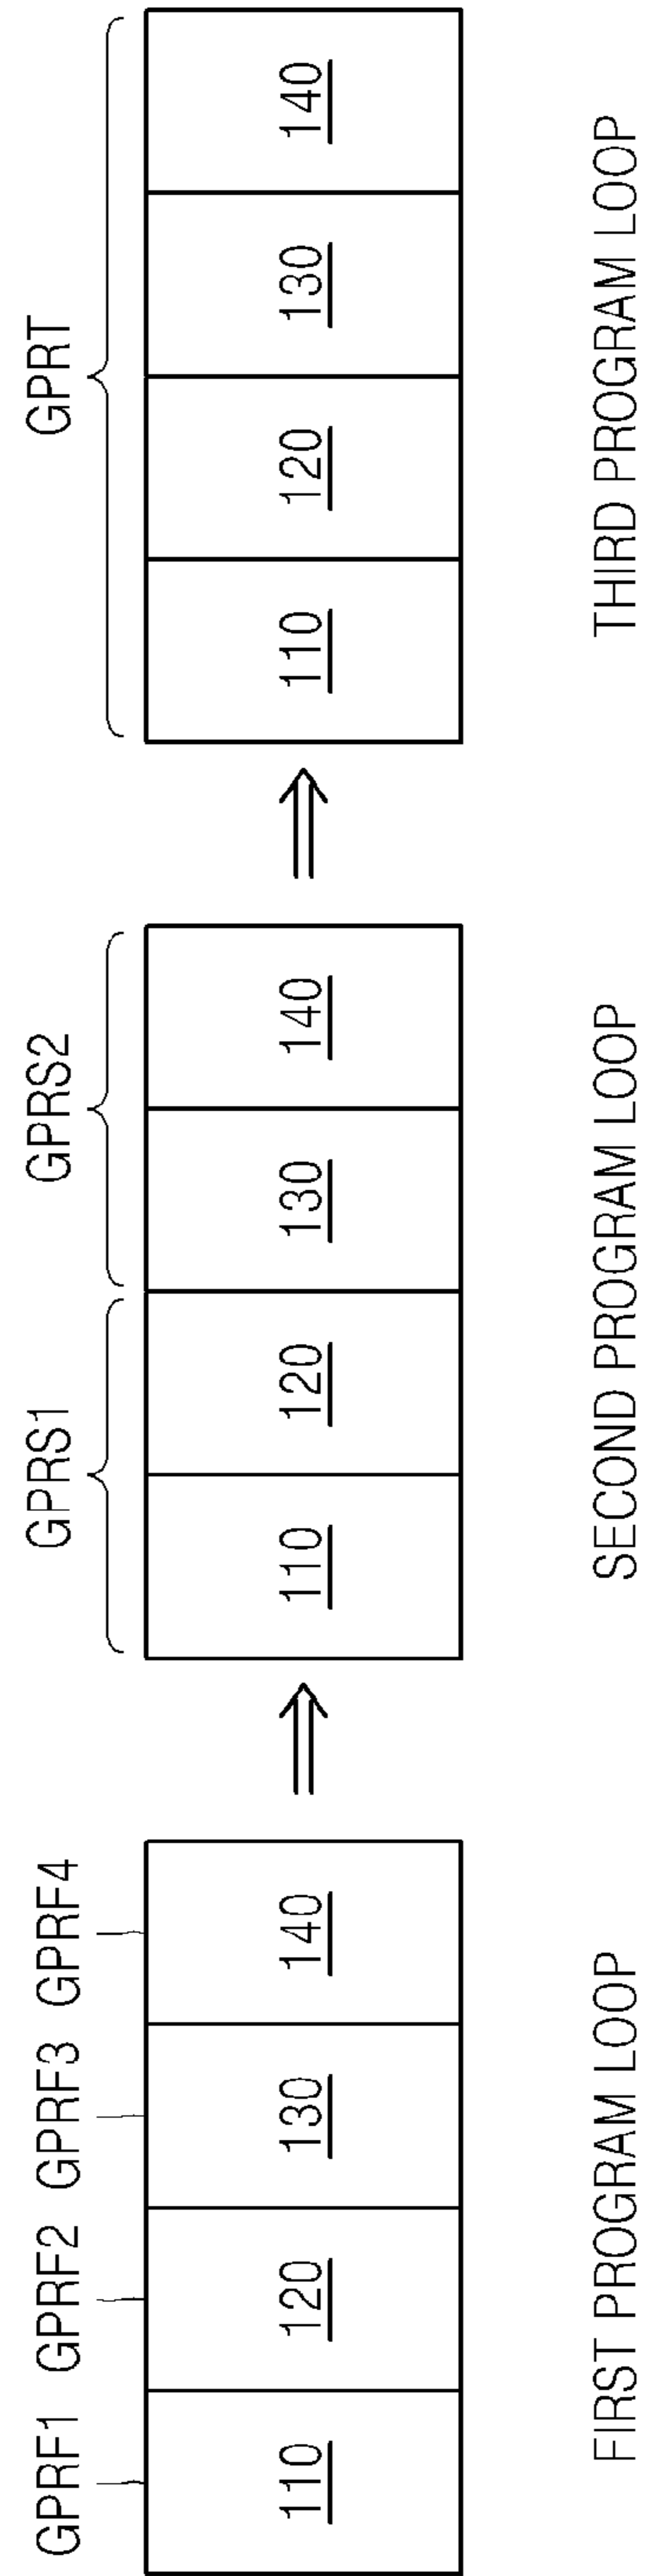 GPRF1 GPRF2 GPRF3 GPRF4
110 120 130 140
FIRST PROGRAM LOOP
GPRS1 GPRS2
110 120 130 140
SECOND PROGRAM LOOP
GPRT
110 120 130 140
THIRD PROGRAM LOOP